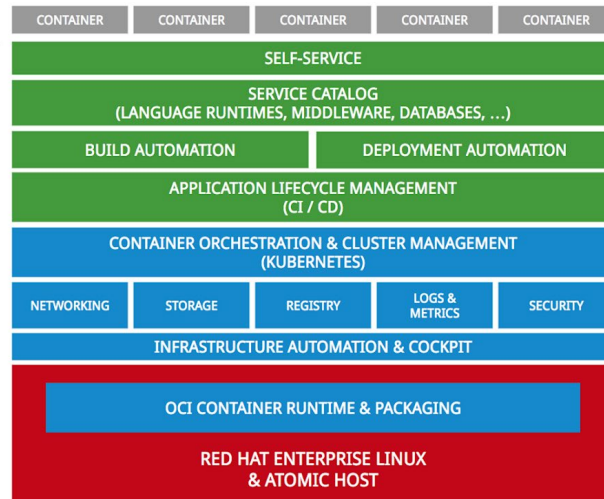 CONTAINER CONTAINER CONTAINER CONTAINER CONTAINER
SELF-SERVICE
SERVICE CATALOG
(LANGUAGE RUNTIMES, MIDDLEWARE, DATABASES, ...)
BUILD AUTOMATION DEPLOYMENT AUTOMATION
APPLICATION LIFECYCLE MANAGEMENT
(CI / CD)
CONTAINER ORCHESTRATION & CLUSTER MANAGEMENT
(KUBERNETES)
NETWORKING
STORAGE
REGISTRY
LOGS &
METRICS
SECURITY
INFRASTRUCTURE AUTOMATION & COCKPIT
OCI CONTAINER RUNTIME & PACKAGING
RED HAT ENTERPRISE LINUX
& ATOMIC HOST